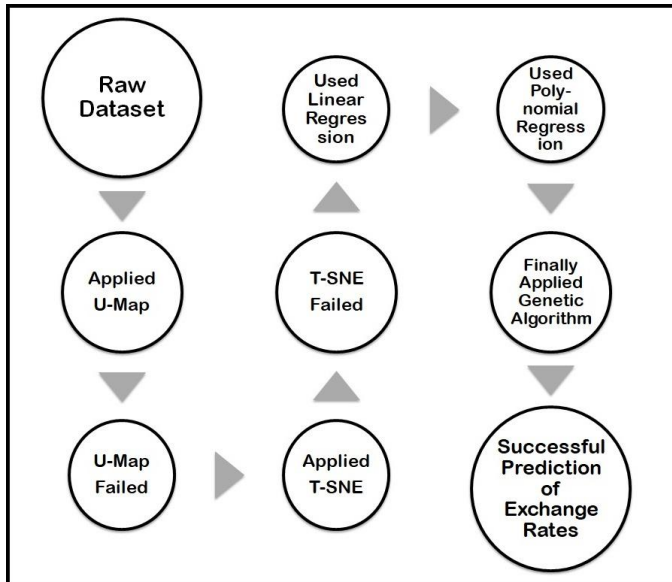 Raw
Dataset
Applied
U-Map
U-Map
Failed
Applied
T-SNE
T-SNE
Failed
Used
Linear
Regres
sion
Used
Poly-
nomial
Regress
ion
Finally
Applied
Genetic
Algorithm
Successful
Prediction
of
Exchange
Rates